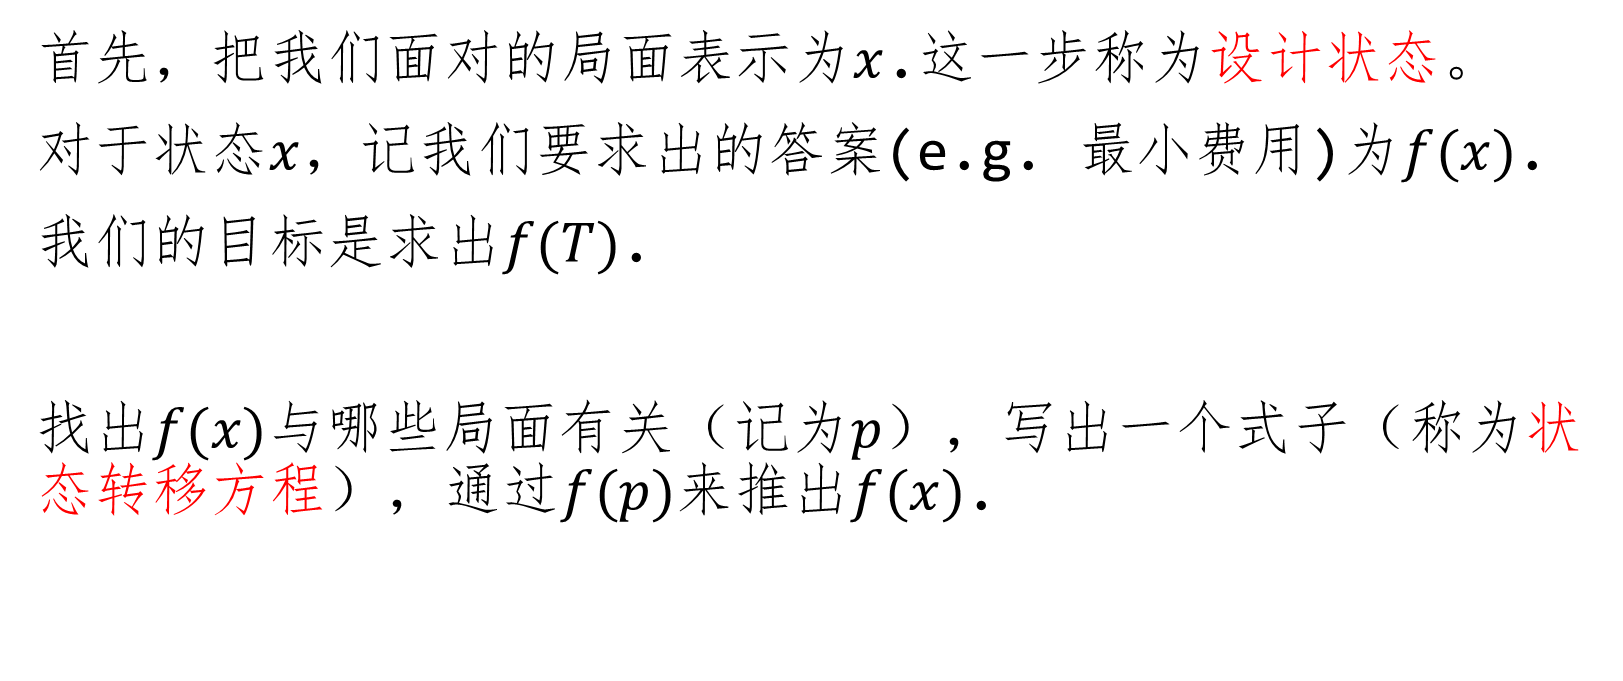 首先，把我们面对的局面表示为x.这一步称为设计状态。
对于状态x，记我们要求出的答案(e.g. 最小费用)为f(x).
我们的目标是求出f(T).
找出f(x)与哪些局面有关（记为p），写出一个式子（称为状
态转移方程），通过f(p)来推出f(x).